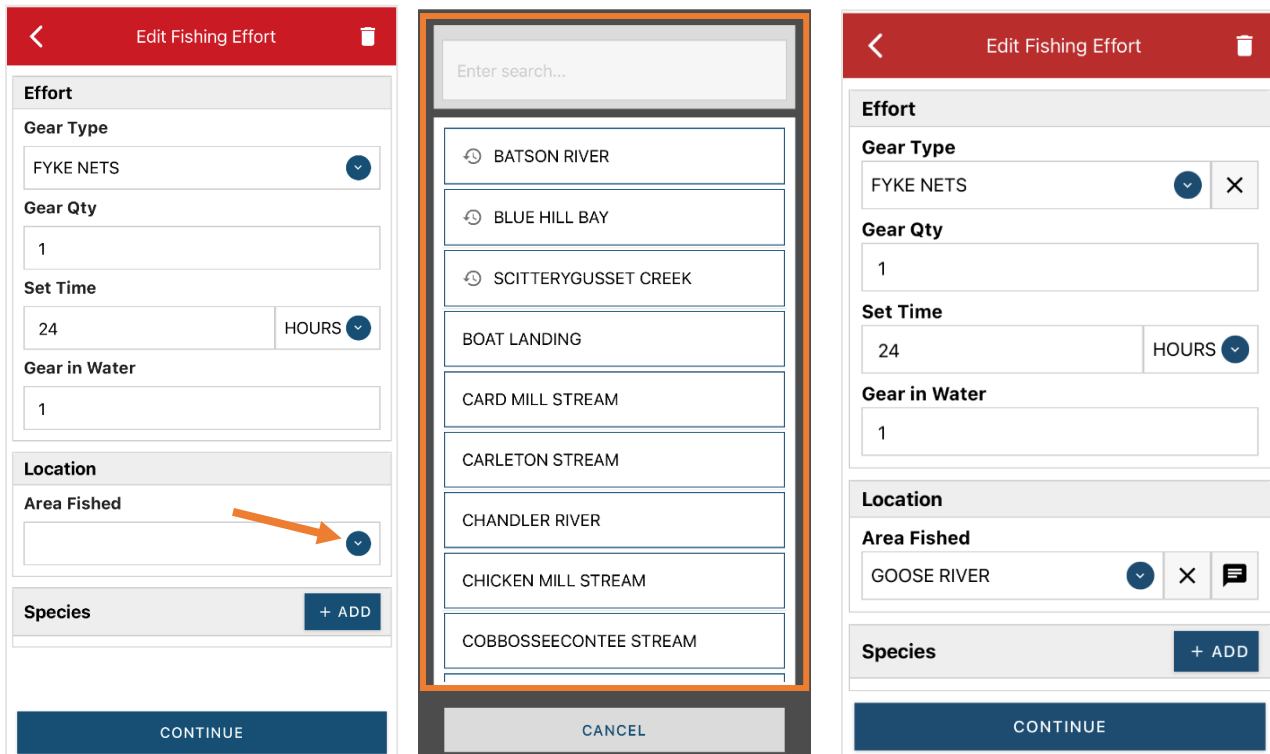 Edit Fishing Effort
Effort
Gear Type
FYKE NETS
Gear Qty
1
Set Time
24 HOURS
Gear in Water
1
Location
Area Fished
Species + ADD
CONTINUE
Enter search...
BATSON RIVER
BLUE HILL BAY
SCITTERYGUSSET CREEK
BOAT LANDING
CARD MILL STREAM
CARLETON STREAM
CHANDLER RIVER
CHICKEN MILL STREAM
COBBOSSEECONTEE STREAM
CANCEL
Edit Fishing Effort
Effort
Gear Type
FYKE NETS
Gear Qty
1
Set Time
24 HOURS
Gear in Water
1
Location
Area Fished
GOOSE RIVER
Species + ADD
CONTINUE